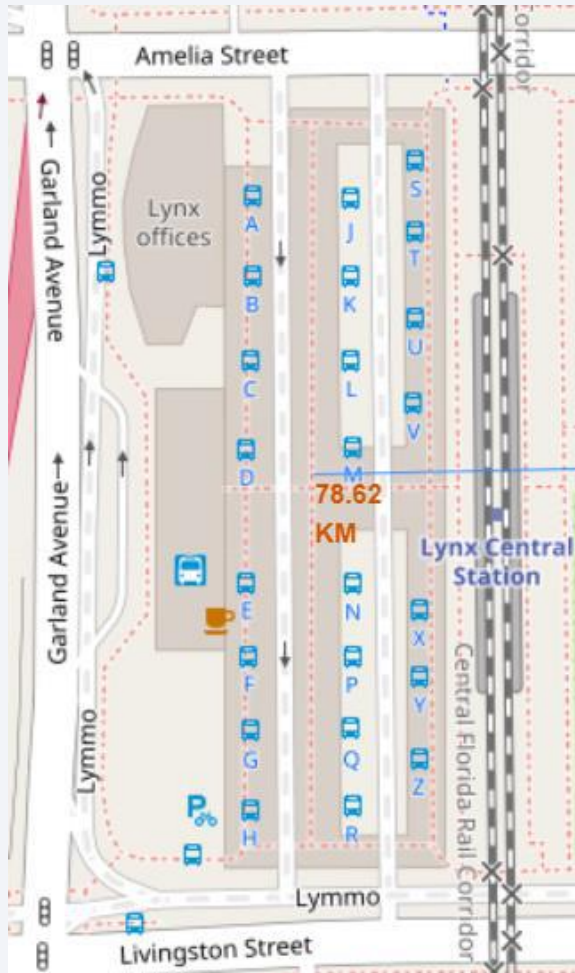 Amelia Street
Corridor
Garland Avenue
Lymmo
Lynx
offices
A
B
C
D
J
K
L
M
S
T
U
V
78.62
KM
Garland Avenue
Lynx Central
Station
E
F
G
H
N
P
Q
R
X
Y
Z
Central Florida Rail Corridor
Lymmo
P
Lymmo
Livingston Street